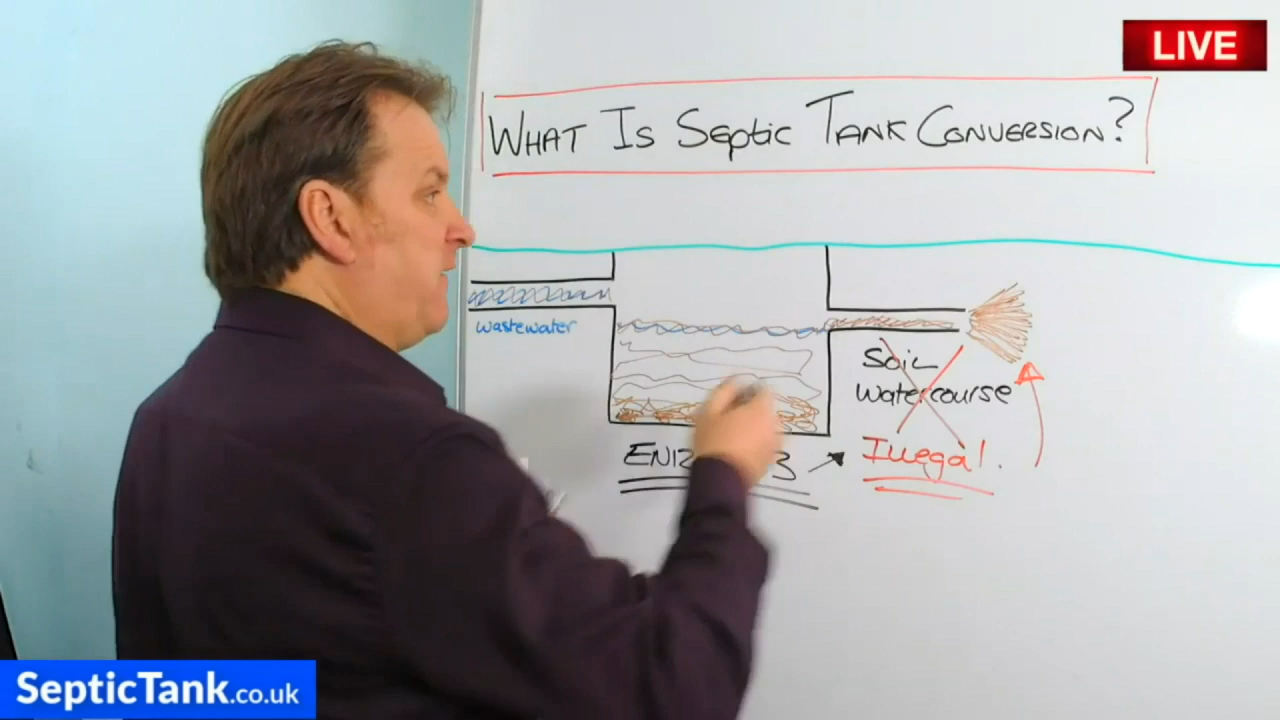 LIVE
WHAT IS SEPTIC TANK CONVERSION?
wastewater
Soil
Watercourse
Illegal.
SepticTank.co.uk